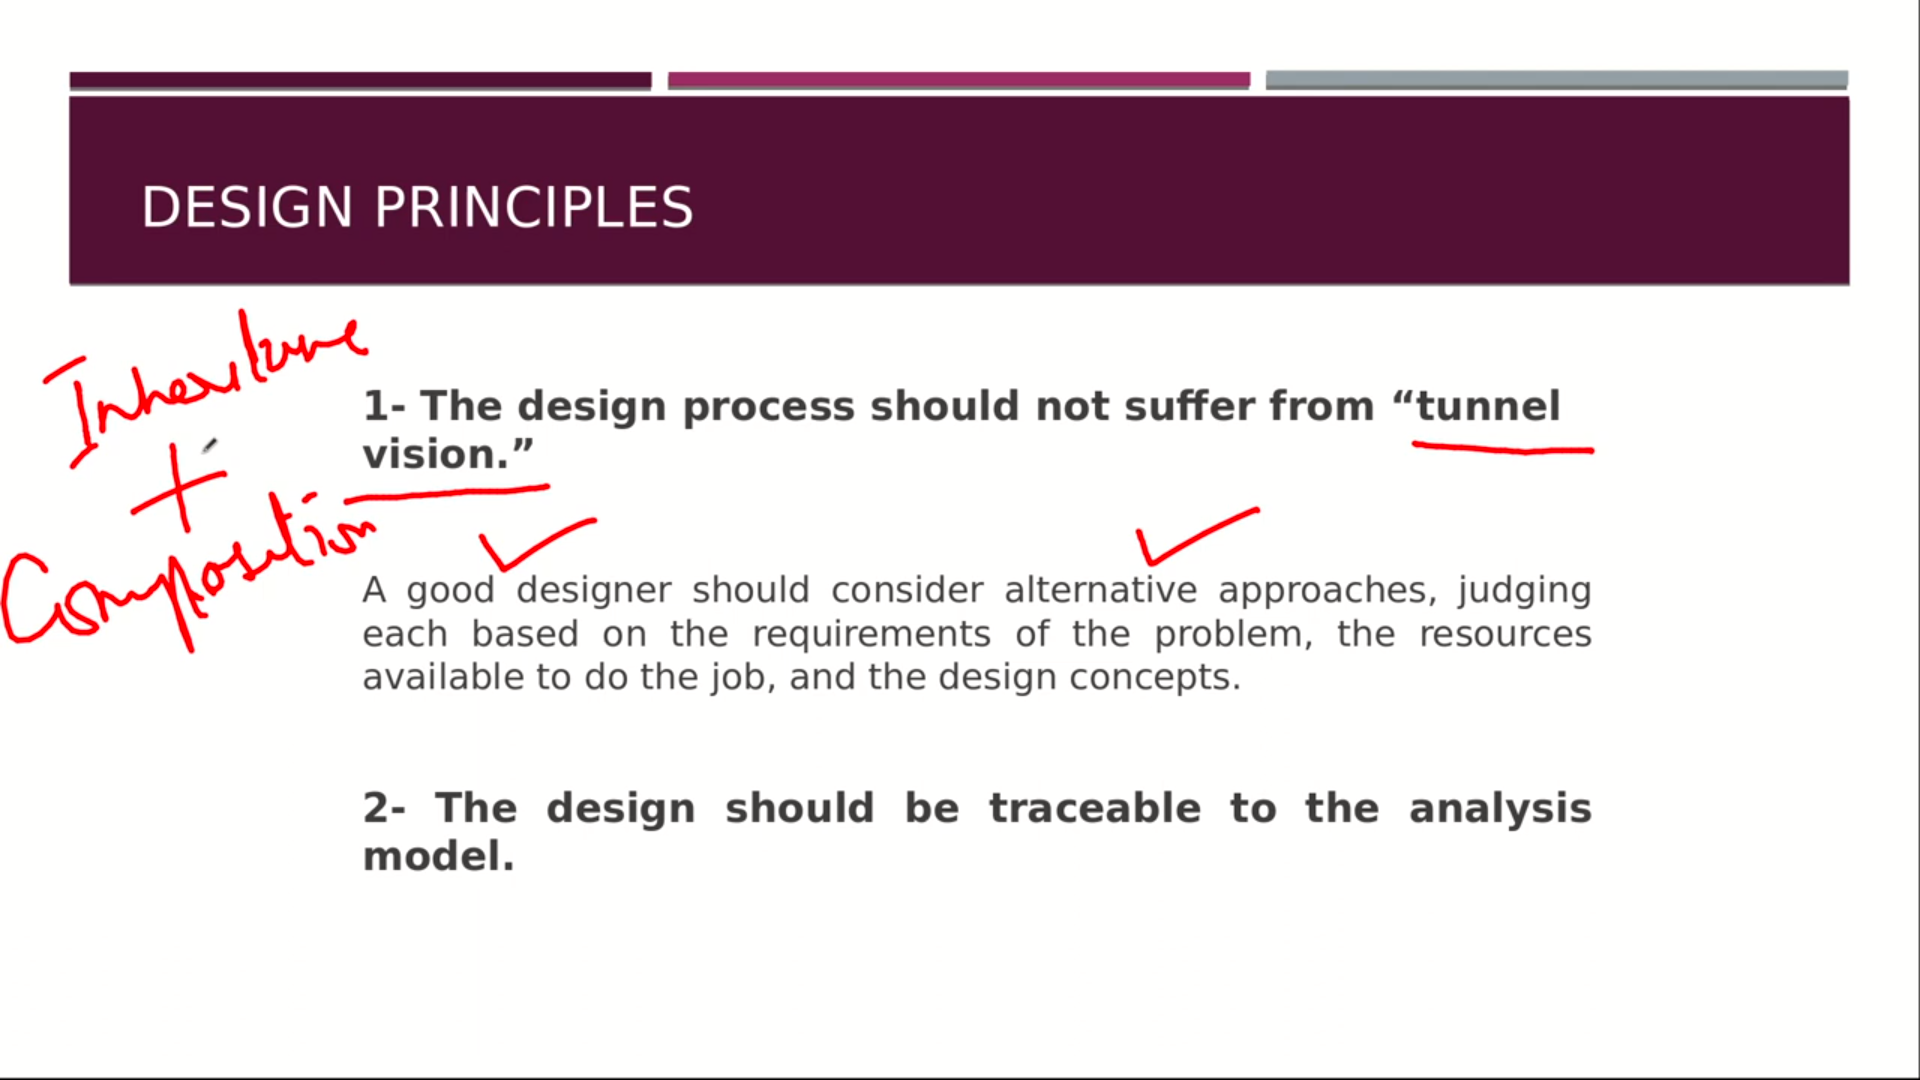 DESIGN PRINCIPLES
Inheritance
+
Composition
1- The design process should not suffer from “tunnel
vision.”
A good designer should consider alternative approaches, judging
each based on the requirements of the problem, the resources
available to do the job, and the design concepts.
2- The design should be traceable to the analysis
model.